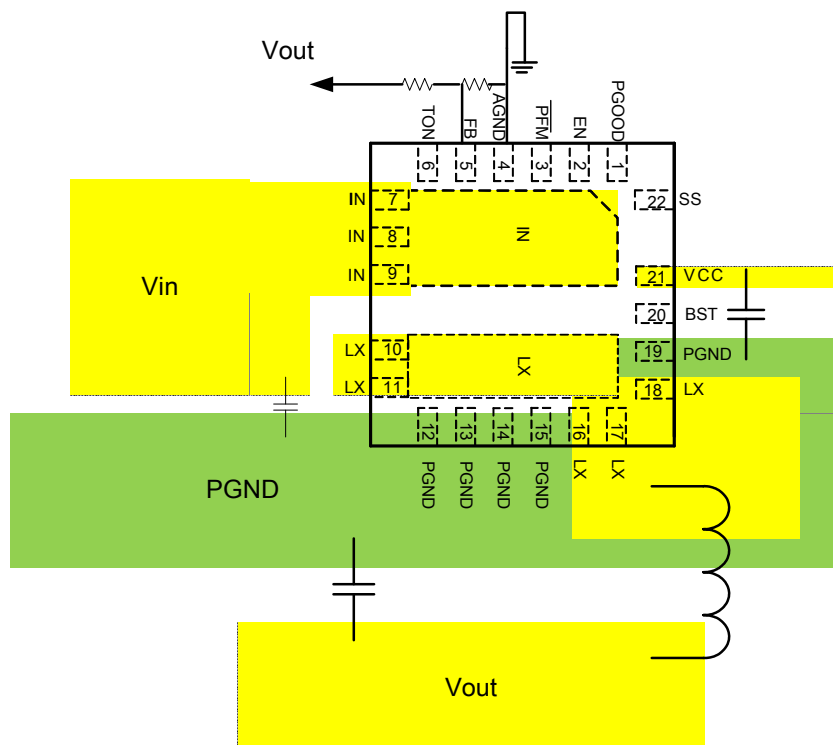 Vout
TON
FB
AGND
PFM
EN
PGOOD
6
5
4
3
2
1
IN 7
IN 8
IN 9
IN
22 SS
21 VCC
20 BST
19 PGND
18 LX
Vin
LX 10
LX 11
LX
12
13
14
15
16
17
PGND
PGND
PGND
PGND
LX
LX
PGND
Vout